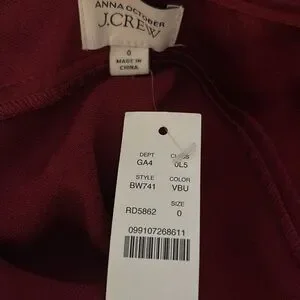 ANNA OCTOBER
J.CREW
0
MADE IN
CHINA
DEPT CLASS
GA4 0L5
STYLE COLOR
BW741 VBU
SIZE
RD5862 0
099107268611